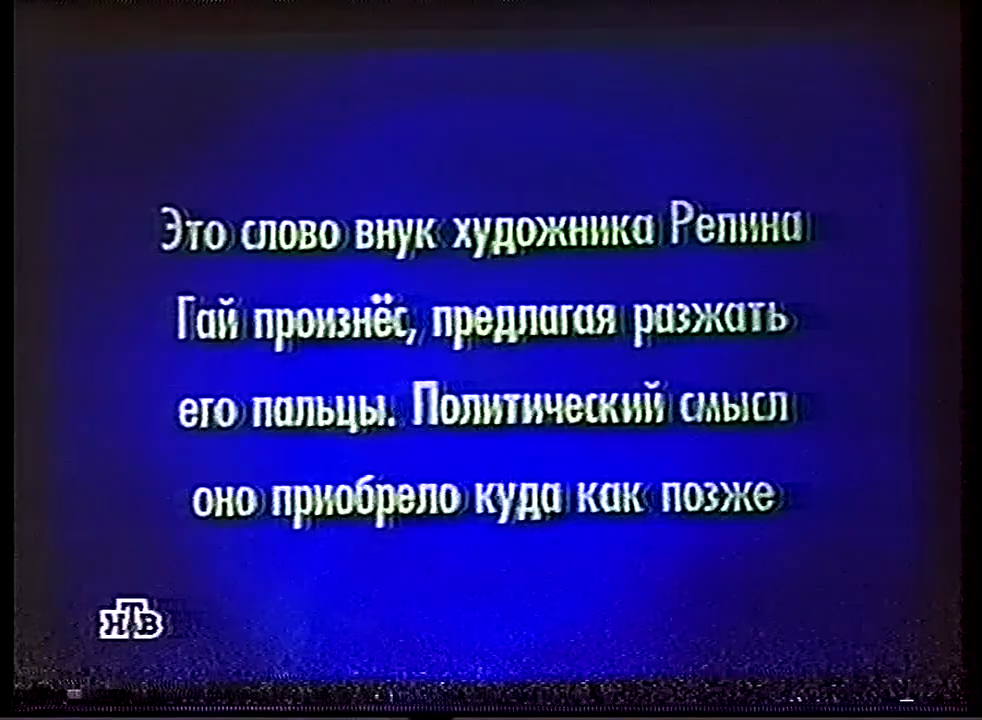 Это слово внук художника Репина
Гай произнёс, предлагая разжать
его пальцы. Политический смысл
оно приобрело куда как позже
НТВ